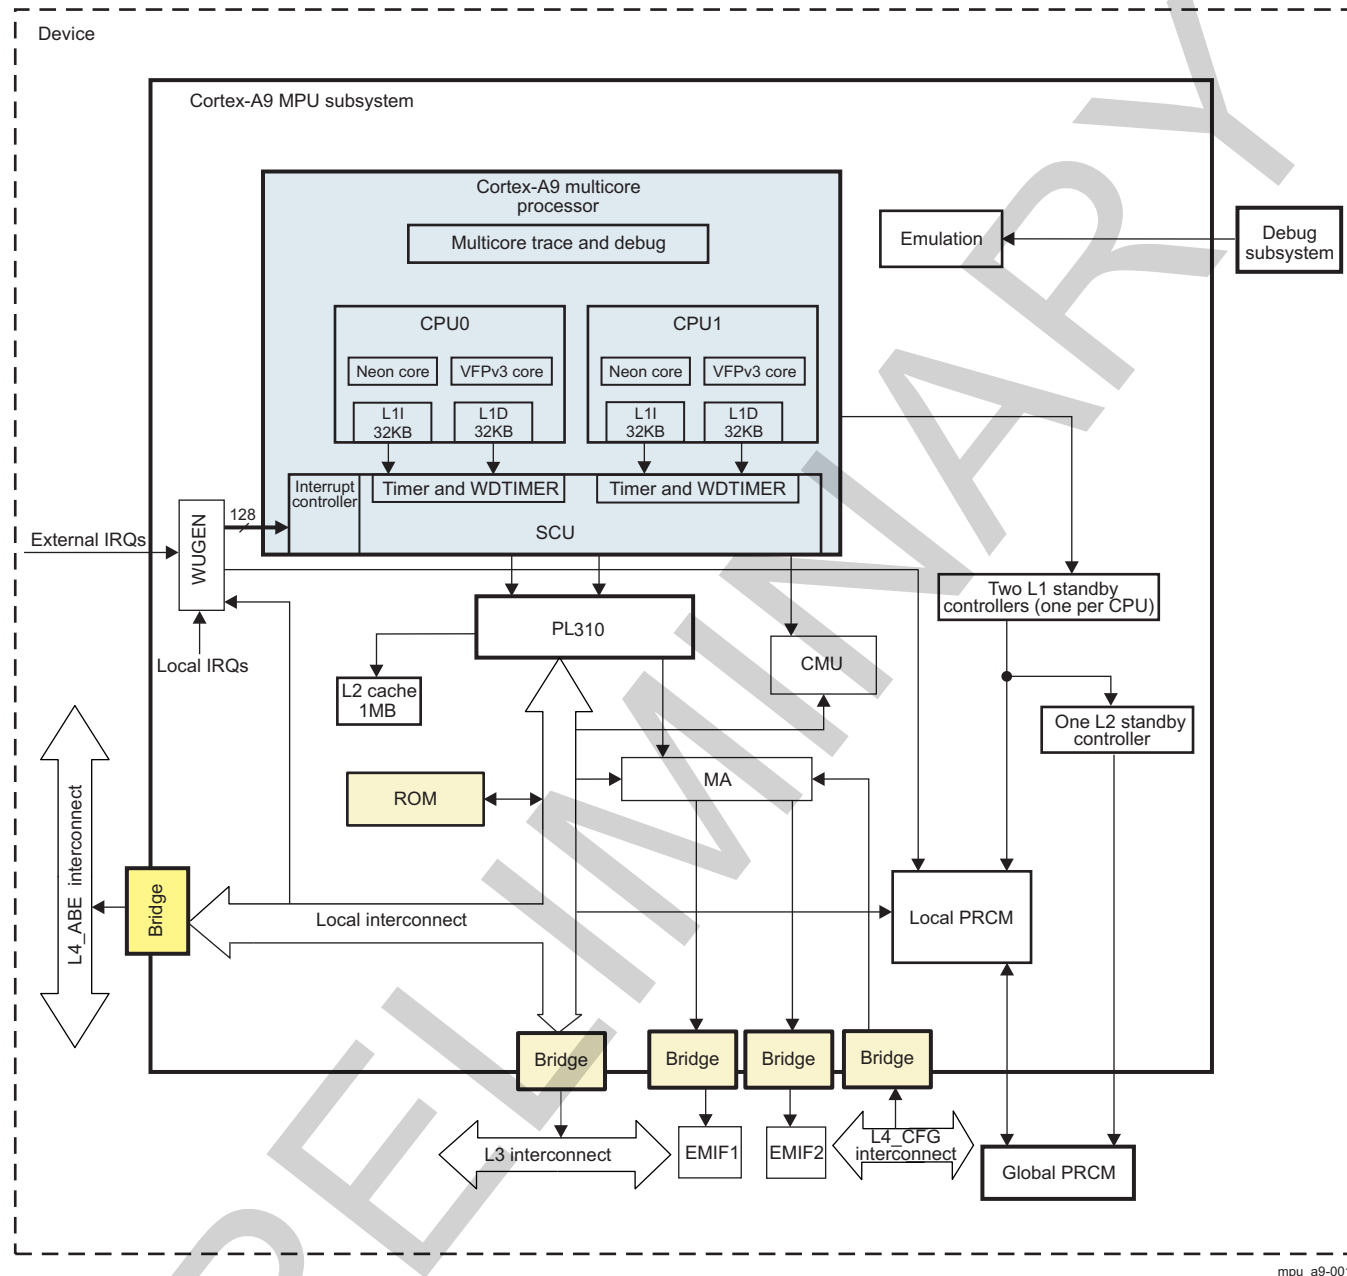 Device
Cortex-A9 MPU subsystem
Cortex-A9 multicore
processor
Multicore trace and debug
Emulation
Debug
subsystem
CPU0
CPU1
Neon core
VFPv3 core
Neon core
VFPv3 core
L1I
32KB
L1D
32KB
L1I
32KB
L1D
32KB
Interrupt
controller
Timer and WDTIMER
Timer and WDTIMER
128
SCU
External IRQs
WUGEN
Local IRQs
Two L1 standby
controllers (one per CPU)
PL310
CMU
L2 cache
1MB
One L2 standby
controller
MA
ROM
L4_ABE interconnect
Bridge
Local interconnect
Local PRCM
Bridge
Bridge
Bridge
Bridge
L3 interconnect
EMIF1
EMIF2
L4_CFG
interconnect
Global PRCM
PRELIMINARY
mpu_a9-001